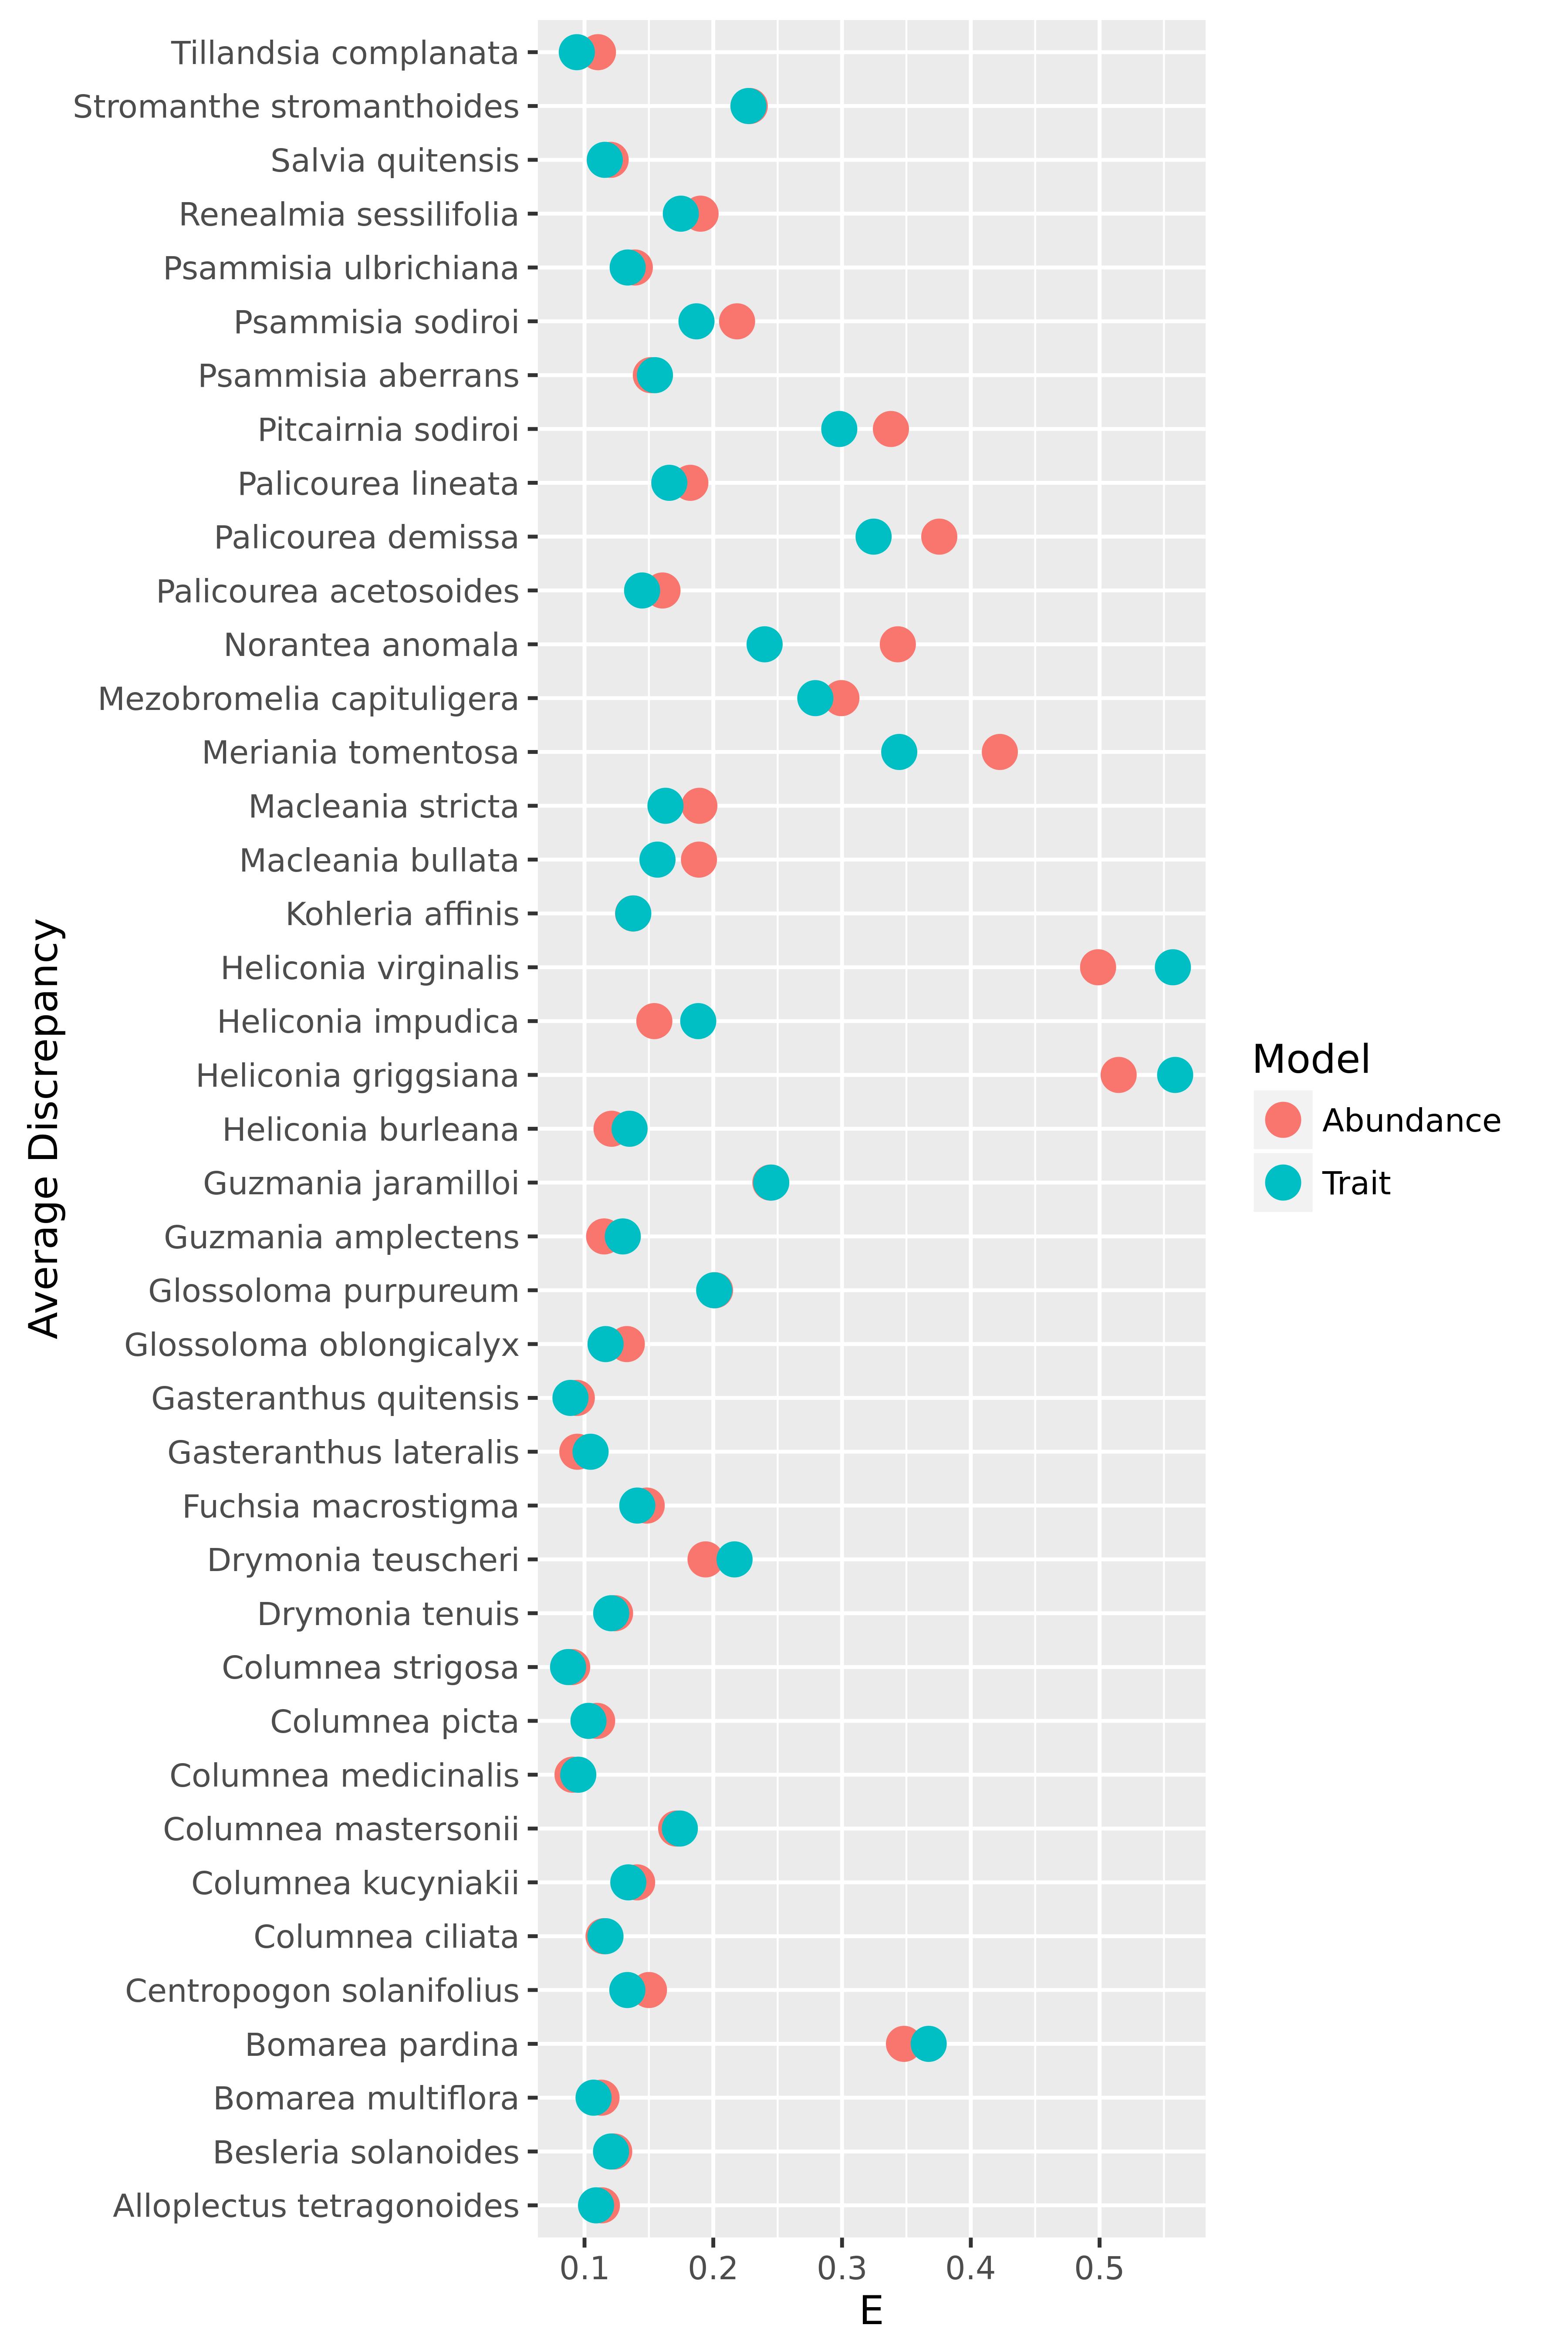 Tillandsia complanata
Stromanthe stromanthoides
Salvia quitensis
Renealmia sessilifolia
Psammisia ulbrichiana
Psammisia sodiroi
Psammisia aberrans
Pitcairnia sodiroi
Palicourea lineata
Palicourea demissa
Palicourea acetosoides
Norantea anomala
Mezobromelia capituligera
Meriania tomentosa
Macleania stricta
Macleania bullata
Kohleria affinis
Heliconia virginalis
Heliconia impudica
Heliconia griggsiana
Heliconia burleana
Guzmania jaramilloi
Guzmania amplectens
Glossoloma purpureum
Glossoloma oblongicalyx
Gasteranthus quitensis
Gasteranthus lateralis
Fuchsia macrostigma
Drymonia teuscheri
Drymonia tenuis
Columnea strigosa
Columnea picta
Columnea medicinalis
Columnea mastersonii
Columnea kucyniakii
Columnea ciliata
Centropogon solanifolius
Bomarea pardina
Bomarea multiflora
Besleria solanoides
Alloplectus tetragonoides
Average Discrepancy
0.1 0.2 0.3 0.4 0.5
E
Model
Abundance
Trait